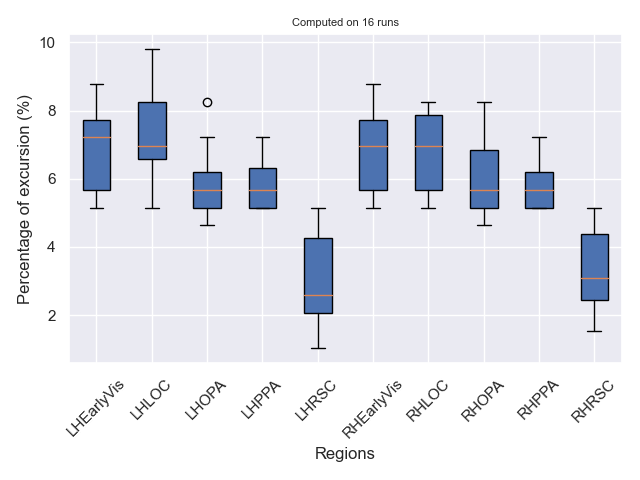 Computed on 16 runs
Percentage of excursion (%)
10
8
6
4
2
LHEarlyVis
LHLOC
LHOPA
LHPPA
LHRSC
RHEarlyVis
RHLOC
RHOPA
RHPPA
RHRSC
Regions